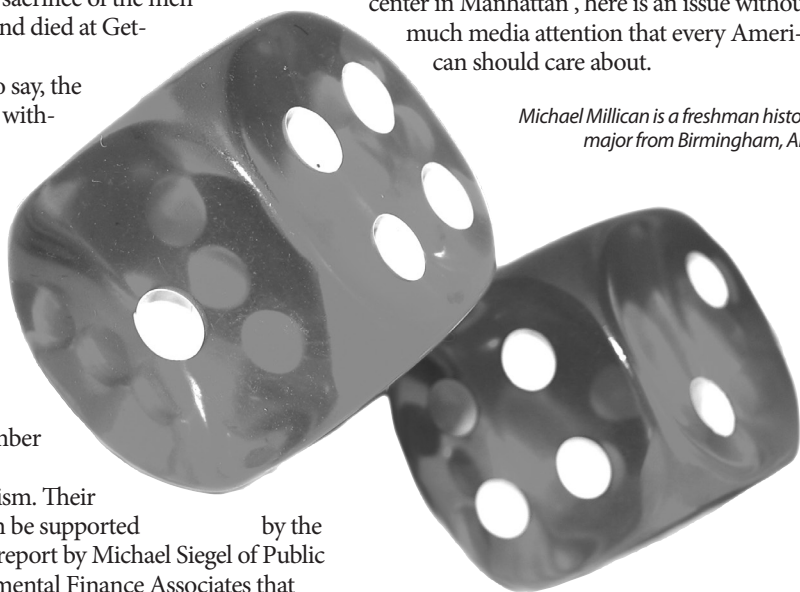 sacrifice of the men
nd died at Get-
o say, the
with-
nber
ism. Their
n be supported by the
report by Michael Siegel of Public
mental Finance Associates that
center in Manhattan , here is an issue withou
much media attention that every Ameri-
can should care about.
Michael Millican is a freshman histo
major from Birmingham, A